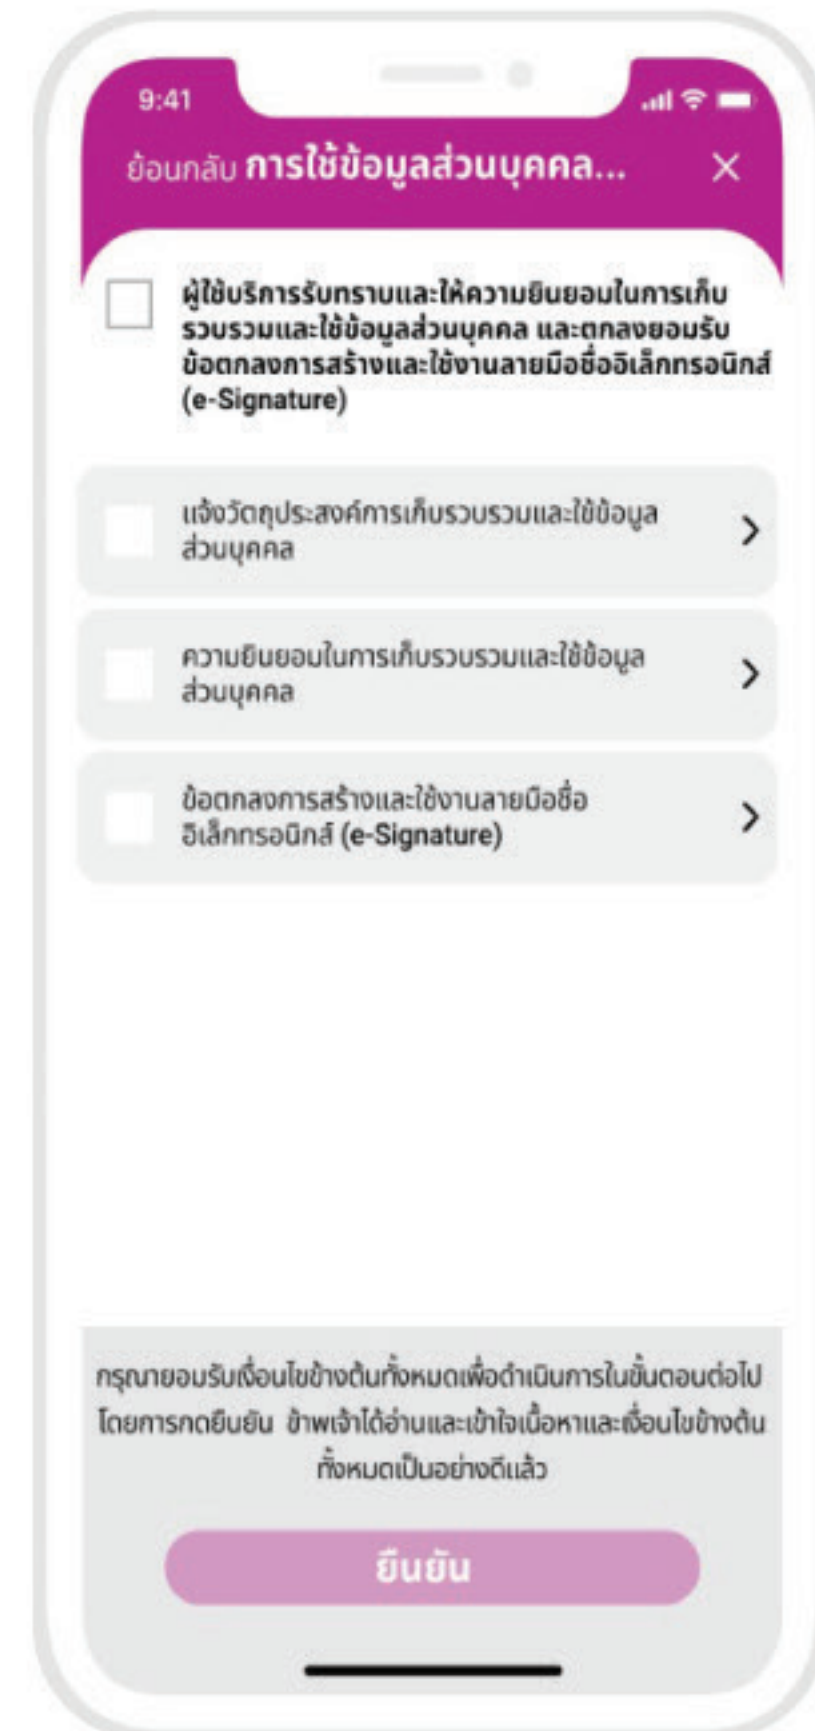 9:41
ย้อนกลับ การใช้ข้อมูลส่วนบุคคล...
ผู้ใช้บริการรับทราบและให้ความยินยอมในการเก็บ
รวบรวมและใช้ข้อมูลส่วนบุคคล และตกลงยอมรับ
ข้อตกลงการสร้างและใช้งานลายมือชื่ออิเล็กทรอนิกส์
(e-Signature)
แจ้งวัตถุประสงค์การเก็บรวบรวมและใช้ข้อมูล
ส่วนบุคคล
ความยินยอมในการเก็บรวบรวมและใช้ข้อมูล
ส่วนบุคคล
ข้อตกลงการสร้างและใช้งานลายมือชื่อ
อิเล็กทรอนิกส์ (e-Signature)
กรุณายอมรับเงื่อนไขข้างต้นทั้งหมดเพื่อดำเนินการในขั้นตอนต่อไป
โดยการกดยืนยัน ข้าพเจ้าได้อ่านและเข้าใจเนื้อหาและเงื่อนไขข้างต้น
ทั้งหมดเป็นอย่างดีแล้ว
ยืนยัน